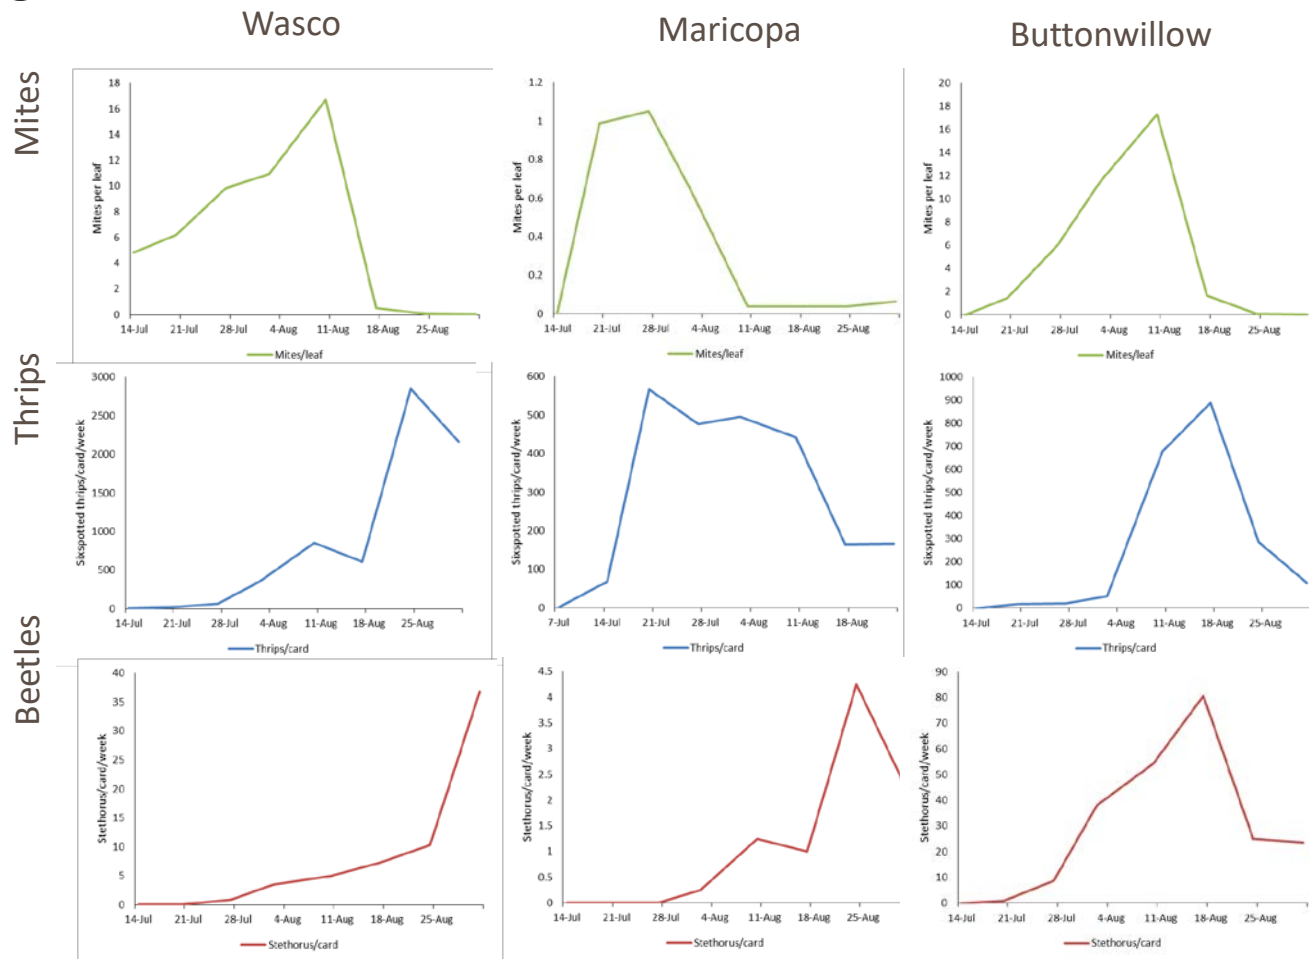 Wasco
Maricopa
Buttonwillow
Mites
Mites per leaf
18
16
14
12
10
8
6
4
2
0
14-Jul 21-Jul 28-Jul 4-Aug 11-Aug 18-Aug 25-Aug
Mites/leaf
Mites per leaf
1.2
1
0.8
0.6
0.4
0.2
0
14-Jul 21-Jul 28-Jul 4-Aug 11-Aug 18-Aug 25-Aug
Mites/leaf
Mites per leaf
20
18
16
14
12
10
8
6
4
2
0
14-Jul 21-Jul 28-Jul 4-Aug 11-Aug 18-Aug 25-Aug
Mites/leaf
Thrips
Sixspotted thrips/card/week
3000
2500
2000
1500
1000
500
0
14-Jul 21-Jul 28-Jul 4-Aug 11-Aug 18-Aug 25-Aug
Thrips/card
Sixspotted thrips/card/week
600
500
400
300
200
100
0
7-Jul 14-Jul 21-Jul 28-Jul 4-Aug 11-Aug 18-Aug
Thrips/card
Sixspotted thrips/card/week
1000
900
800
700
600
500
400
300
200
100
0
14-Jul 21-Jul 28-Jul 4-Aug 11-Aug 18-Aug 25-Aug
Thrips/card
Beetles
Stethorus/card/week
40
35
30
25
20
15
10
5
0
14-Jul 21-Jul 28-Jul 4-Aug 11-Aug 18-Aug 25-Aug
Stethorus/card
Stethorus/card/week
4.5
4
3.5
3
2.5
2
1.5
1
0.5
0
14-Jul 21-Jul 28-Jul 4-Aug 11-Aug 18-Aug 25-Aug
Stethorus/card
Stethorus/card/week
90
80
70
60
50
40
30
20
10
0
14-Jul 21-Jul 28-Jul 4-Aug 11-Aug 18-Aug 25-Aug
Stethorus/card